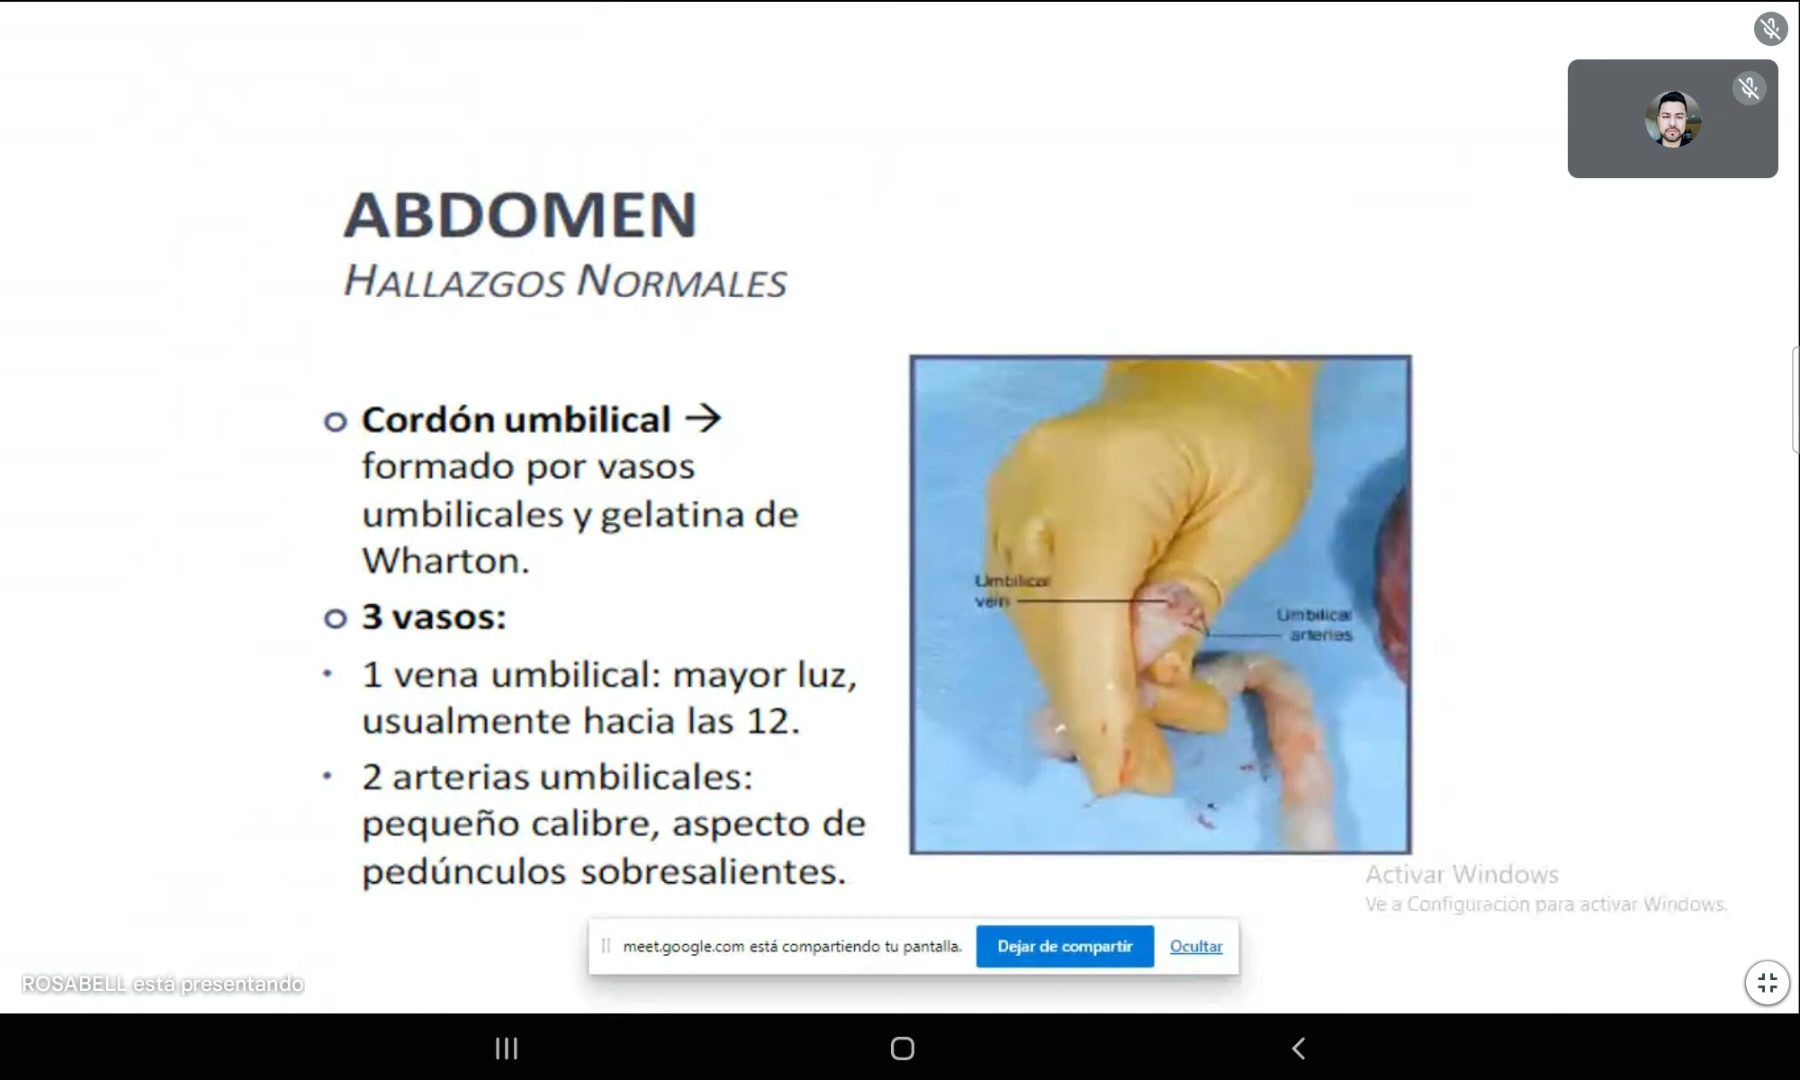 ABDOMEN
HALLAZGOS NORMALES
Cordón umbilical →
formado por vasos
umbilicales y gelatina de
Wharton.
3 vasos:
1 vena umbilical: mayor luz,
usualmente hacia las 12.
2 arterias umbilicales:
pequeño calibre, aspecto de
pedúnculos sobresalientes.
Umbilical
vein
Umbilical
arteries
Activar Windows
Ve a Configuración para activar Windows.
meet.google.com está compartiendo tu pantalla.
Dejar de compartir
Ocultar
ROSABELL está presentando